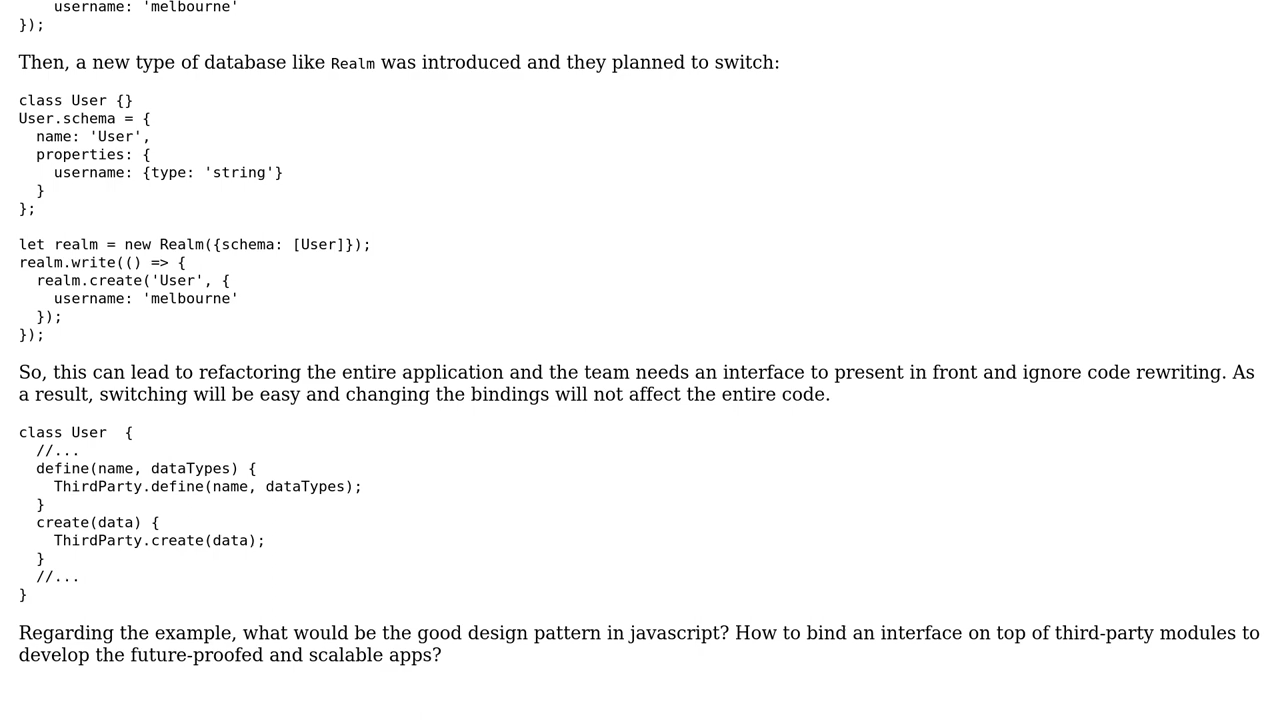 username: 'melbourne'
});
Then, a new type of database like Realm was introduced and they planned to switch:
class User {}
User.schema = {
  name: 'User',
  properties: {
    username: {type: 'string'}
  }
};
let realm = new Realm({schema: [User]});
realm.write(() => {
  realm.create('User', {
    username: 'melbourne'
  });
});
So, this can lead to refactoring the entire application and the team needs an interface to present in front and ignore code rewriting. As
a result, switching will be easy and changing the bindings will not affect the entire code.
class User  {
  //...
  define(name, dataTypes) {
    ThirdParty.define(name, dataTypes);
  }
  create(data) {
    ThirdParty.create(data);
  }
  //...
}
Regarding the example, what would be the good design pattern in javascript? How to bind an interface on top of third-party modules to
develop the future-proofed and scalable apps?